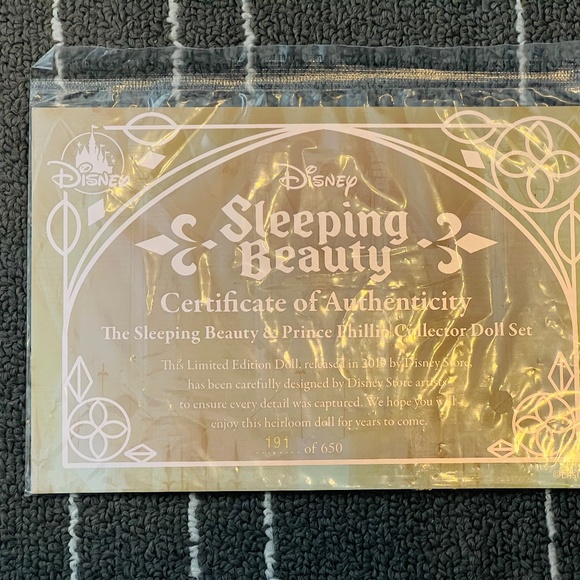 Disney
Disney
Sleeping
Beauty
Certificate of Authenticity
The Sleeping Beauty & Prince Phillip Collector Doll Set
This Limited Edition Doll, released in 2019 by Disney Store,
has been carefully designed by Disney Store artists
to ensure every detail was captured. We hope you will
enjoy this heirloom doll for years to come.
191 of 650